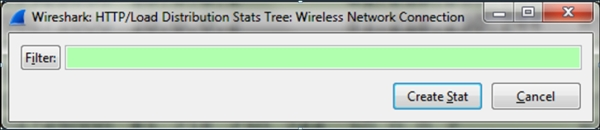 Wireshark: HTTP/Load Distribution Stats Tree: Wireless Network Connection
Filter:
Create Stat
Cancel